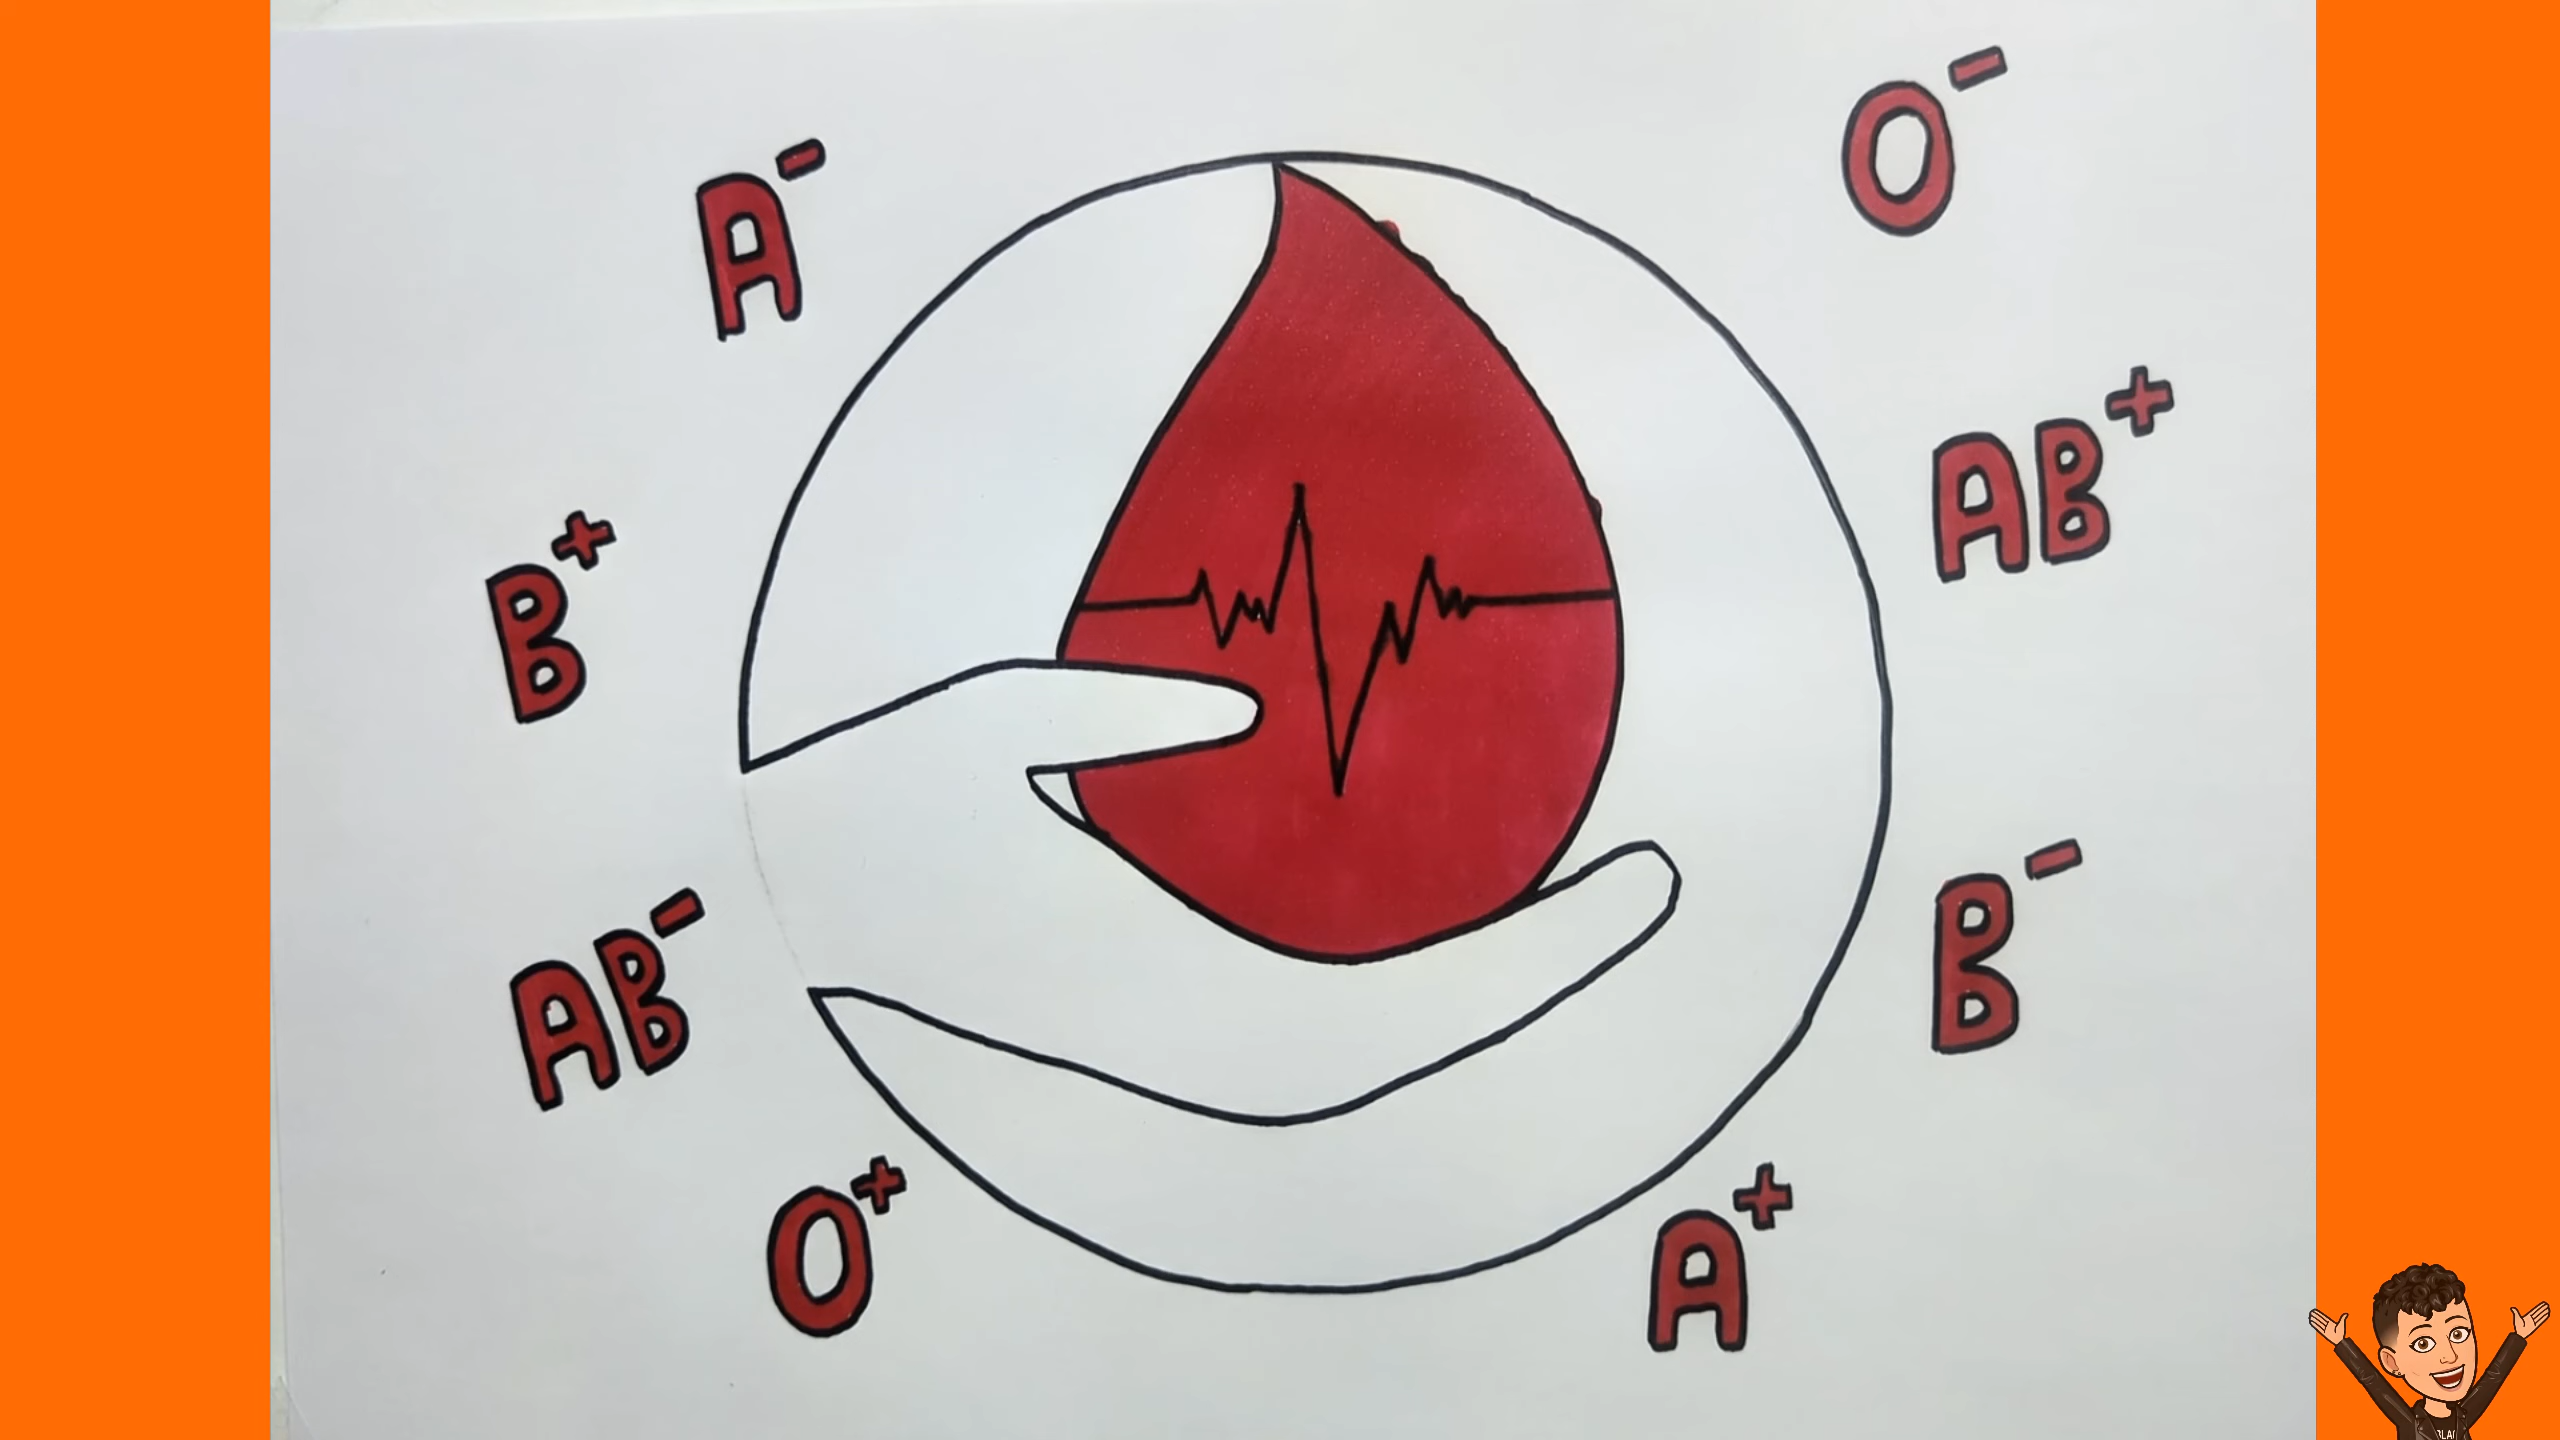 A-
O-
B+
AB+
AB-
B-
O+
A+